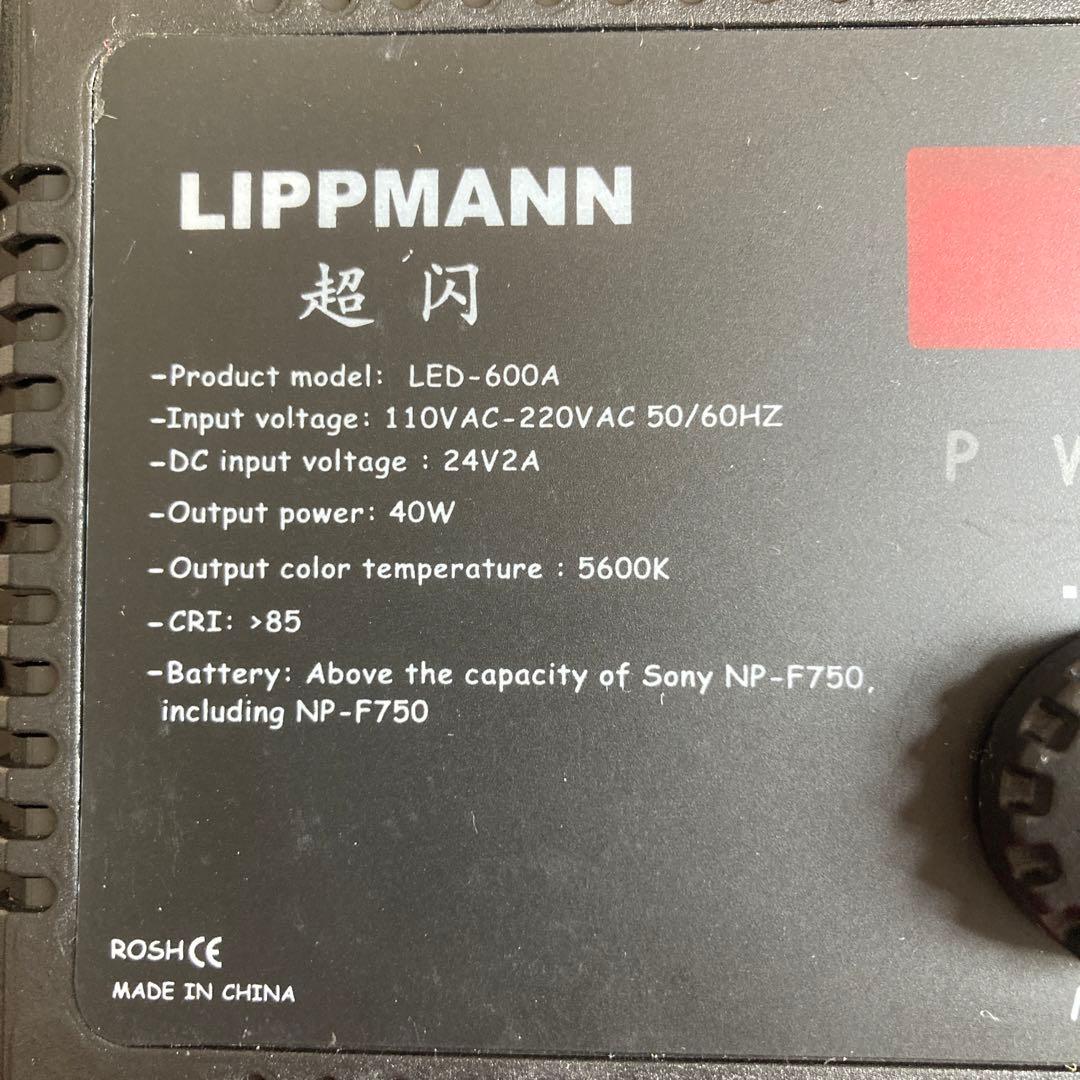 LIPPMANN
超 闪
-Product model: LED-600A
-Input voltage: 110VAC-220VAC 50/60HZ
-DC input voltage : 24V2A
-Output power: 40W
-Output color temperature : 5600K
-CRI: >85
-Battery: Above the capacity of Sony NP-F750,
including NP-F750
P
ROSH CE
MADE IN CHINA